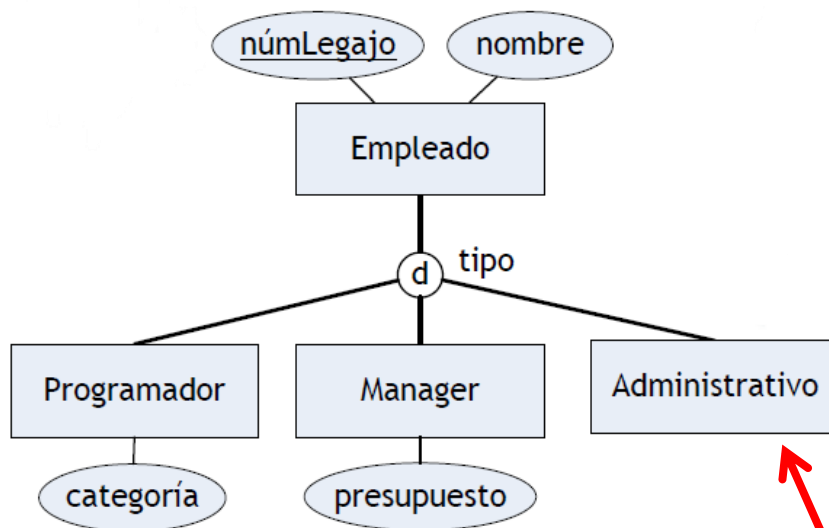 númLegajo nombre
Empleado
d tipo
Programador Manager Administrativo
categoría presupuesto